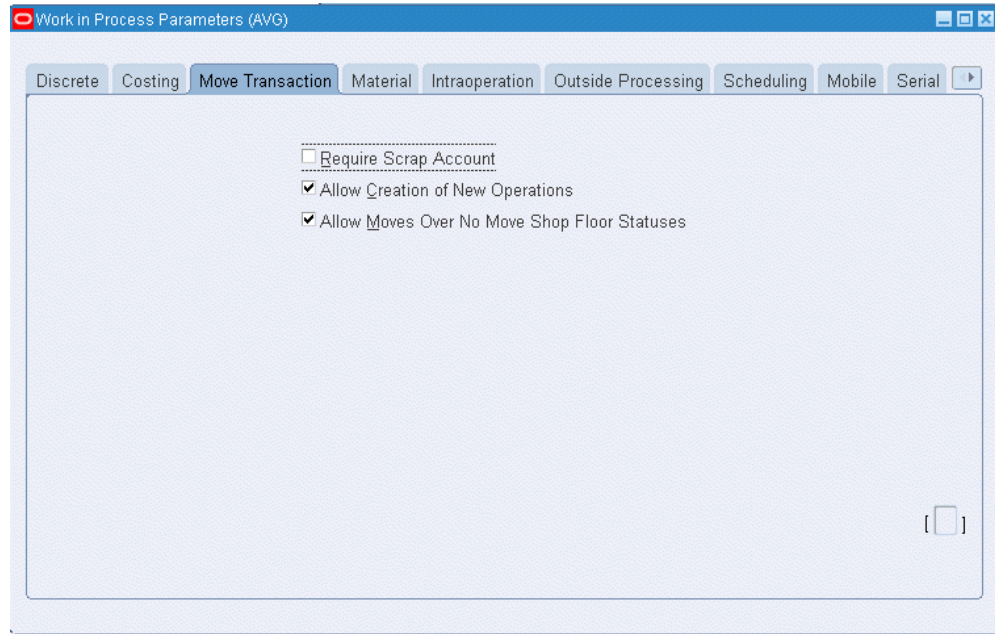 Work in Process Parameters (AVG)
Discrete Costing Move Transaction Material Intraoperation Outside Processing Scheduling Mobile Serial
Require Scrap Account
Allow Creation of New Operations
Allow Moves Over No Move Shop Floor Statuses
[ ]